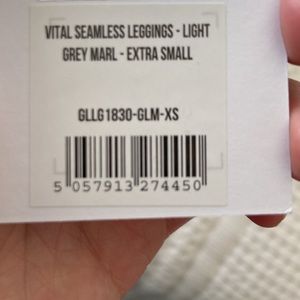 VITAL SEAMLESS LEGGINGS - LIGHT
GREY MARL - EXTRA SMALL
GLLG1830-GLM-XS
5 057913 274450